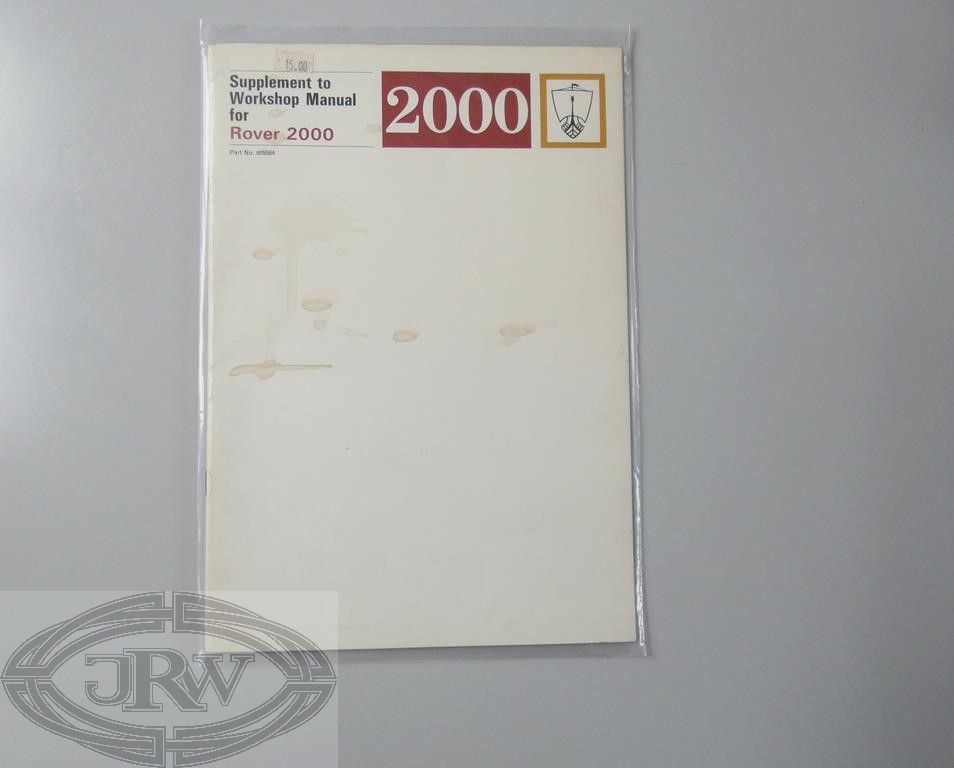 15.00
Supplement to
Workshop Manual
for
Rover 2000
Part No. 605564
2000
JRW